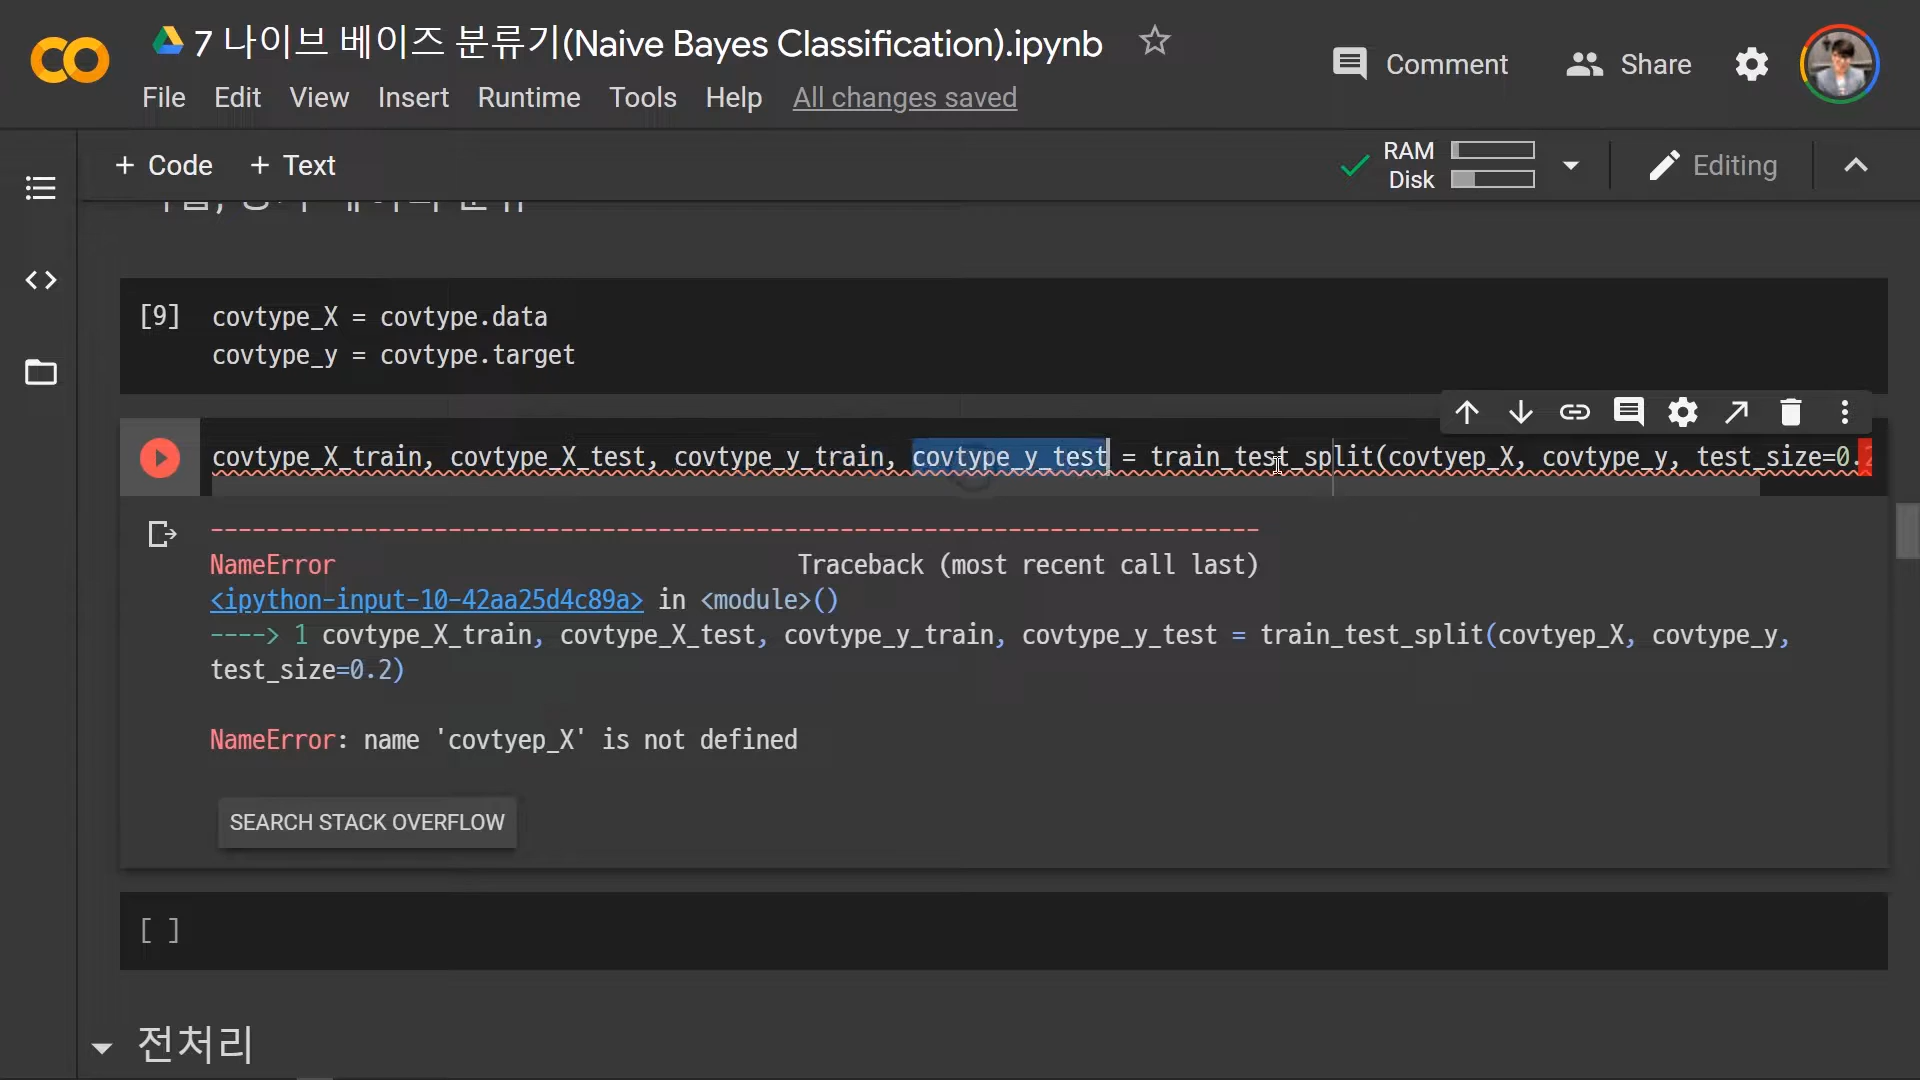 7 나이브 베이즈 분류기(Naive Bayes Classification).ipynb
Comment
Share
File Edit View Insert Runtime Tools Help All changes saved
+ Code + Text
RAM
Disk
Editing
[9] covtype_X = covtype.data
covtype_y = covtype.target
covtype_X_train, covtype_X_test, covtype_y_train, covtype_y_test = train_test_split(covtyep_X, covtype_y, test_size=0.2
---------------------------------------------------------------------------
NameError Traceback (most recent call last)
<ipython-input-10-42aa25d4c89a> in <module>()
----> 1 covtype_X_train, covtype_X_test, covtype_y_train, covtype_y_test = train_test_split(covtyep_X, covtype_y,
test_size=0.2)
NameError: name 'covtyep_X' is not defined
SEARCH STACK OVERFLOW
[ ]
전처리